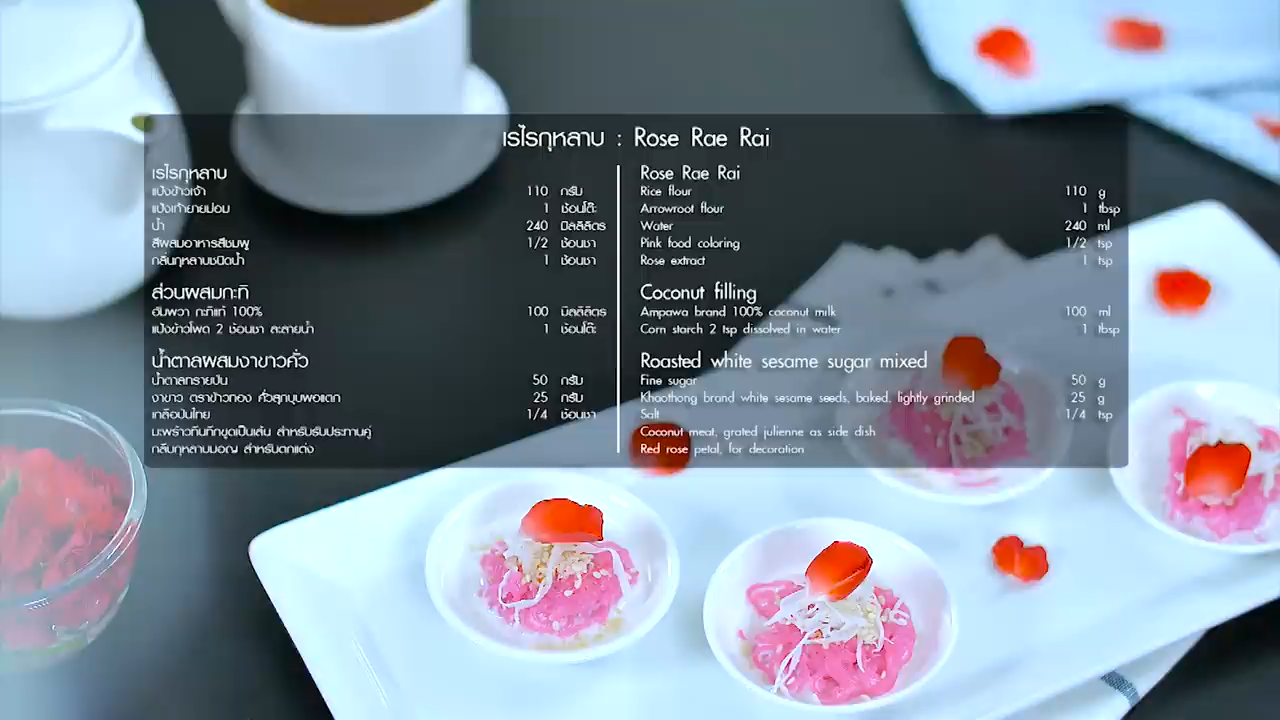 เรไรกุหลาบ : Rose Rae Rai
เรไรกุหลาบ
แป้งข้าวเจ้า 110 กรัม
แป้งเท้ายายม่อม 1 ช้อนโต๊ะ
น้ำ 240 มิลลิลิตร
สีผสมอาหารสีชมพู 1/2 ช้อนชา
กลิ่นกุหลาบชนิดน้ำ 1 ช้อนชา
ส่วนผสมกะทิ
อัมพวา กะทิแท้ 100% 100 มิลลิลิตร
แป้งข้าวโพด 2 ช้อนชา ละลายน้ำ 1 ช้อนโต๊ะ
น้ำตาลผสมงาขาวคั่ว
น้ำตาลทรายป่น 50 กรัม
งาขาว ตราข้าวทอง คั่วสุกบุบพอแตก 25 กรัม
เกลือป่นไทย 1/4 ช้อนชา
มะพร้าวทึนทึกขูดเป็นเส้น สำหรับรับประทานคู่
กลีบกุหลาบมอญ สำหรับตกแต่ง
Rose Rae Rai
Rice flour 110 g
Arrowroot flour 1 tbsp
Water 240 ml
Pink food coloring 1/2 tsp
Rose extract 1 tsp
Coconut filling
Ampawa brand 100% coconut milk 100 ml
Corn starch 2 tsp dissolved in water 1 tbsp
Roasted white sesame sugar mixed
Fine sugar 50 g
Khaothong brand white sesame seeds, baked, lightly grinded 25 g
Salt 1/4 tsp
Coconut meat, grated julienne as side dish
Red rose petal, for decoration